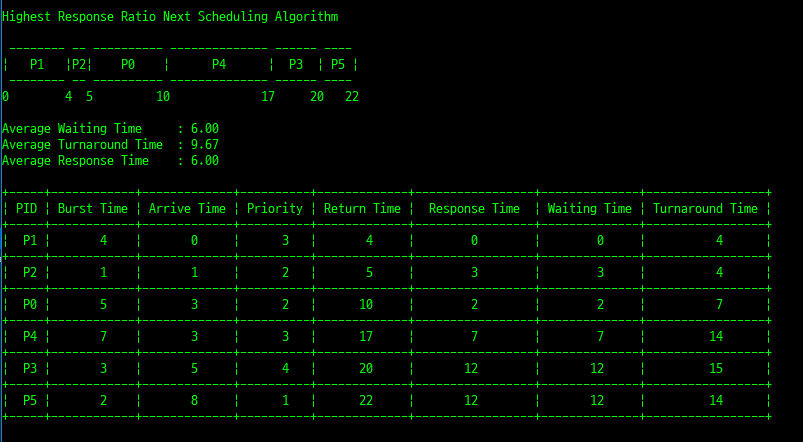 Highest Response Ratio Next Scheduling Algorithm
-------- -- ---------- -------------- ------ ----
¦   P1   ¦P2¦    P0    ¦      P4      ¦  P3  ¦ P5 ¦
-------- -- ---------- -------------- ------ ----
0        4  5         10             17     20   22
Average Waiting Time     : 6.00
Average Turnaround Time  : 9.67
Average Response Time    : 6.00
+-----+------------+-------------+----------+-------------+-----------------+--------------+-----------------+
¦ PID ¦ Burst Time ¦ Arrive Time ¦ Priority ¦ Return Time ¦  Response Time  ¦ Waiting Time ¦ Turnaround Time ¦
+-----+------------+-------------+----------+-------------+-----------------+--------------+-----------------+
¦  P1 ¦      4     ¦      0      ¦     3    ¦      4      ¦       0         ¦       0      ¦        4        ¦
+-----+------------+-------------+----------+-------------+-----------------+--------------+-----------------+
¦  P2 ¦      1     ¦      1      ¦     2    ¦      5      ¦       3         ¦       3      ¦        4        ¦
+-----+------------+-------------+----------+-------------+-----------------+--------------+-----------------+
¦  P0 ¦      5     ¦      3      ¦     2    ¦     10      ¦       2         ¦       2      ¦        7        ¦
+-----+------------+-------------+----------+-------------+-----------------+--------------+-----------------+
¦  P4 ¦      7     ¦      3      ¦     3    ¦     17      ¦       7         ¦       7      ¦       14        ¦
+-----+------------+-------------+----------+-------------+-----------------+--------------+-----------------+
¦  P3 ¦      3     ¦      5      ¦     4    ¦     20      ¦      12         ¦      12      ¦       15        ¦
+-----+------------+-------------+----------+-------------+-----------------+--------------+-----------------+
¦  P5 ¦      2     ¦      8      ¦     1    ¦     22      ¦      12         ¦      12      ¦       14        ¦
+-----+------------+-------------+----------+-------------+-----------------+--------------+-----------------+